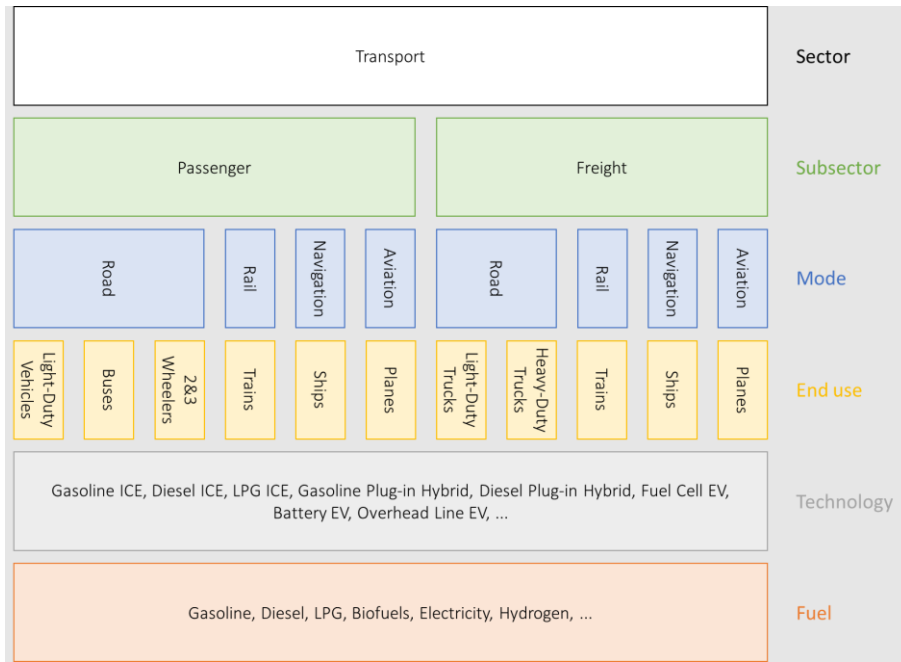 Transport
Sector
Passenger
Freight
Subsector
Road
Rail
Navigation
Aviation
Road
Rail
Navigation
Aviation
Mode
Light-Duty
Vehicles
Buses
2&3
Wheelers
Trains
Ships
Planes
Light-Duty
Trucks
Heavy-Duty
Trucks
Trains
Ships
Planes
End use
Gasoline ICE, Diesel ICE, LPG ICE, Gasoline Plug-in Hybrid, Diesel Plug-in Hybrid, Fuel Cell EV,
Battery EV, Overhead Line EV, ...
Technology
Gasoline, Diesel, LPG, Biofuels, Electricity, Hydrogen, ...
Fuel